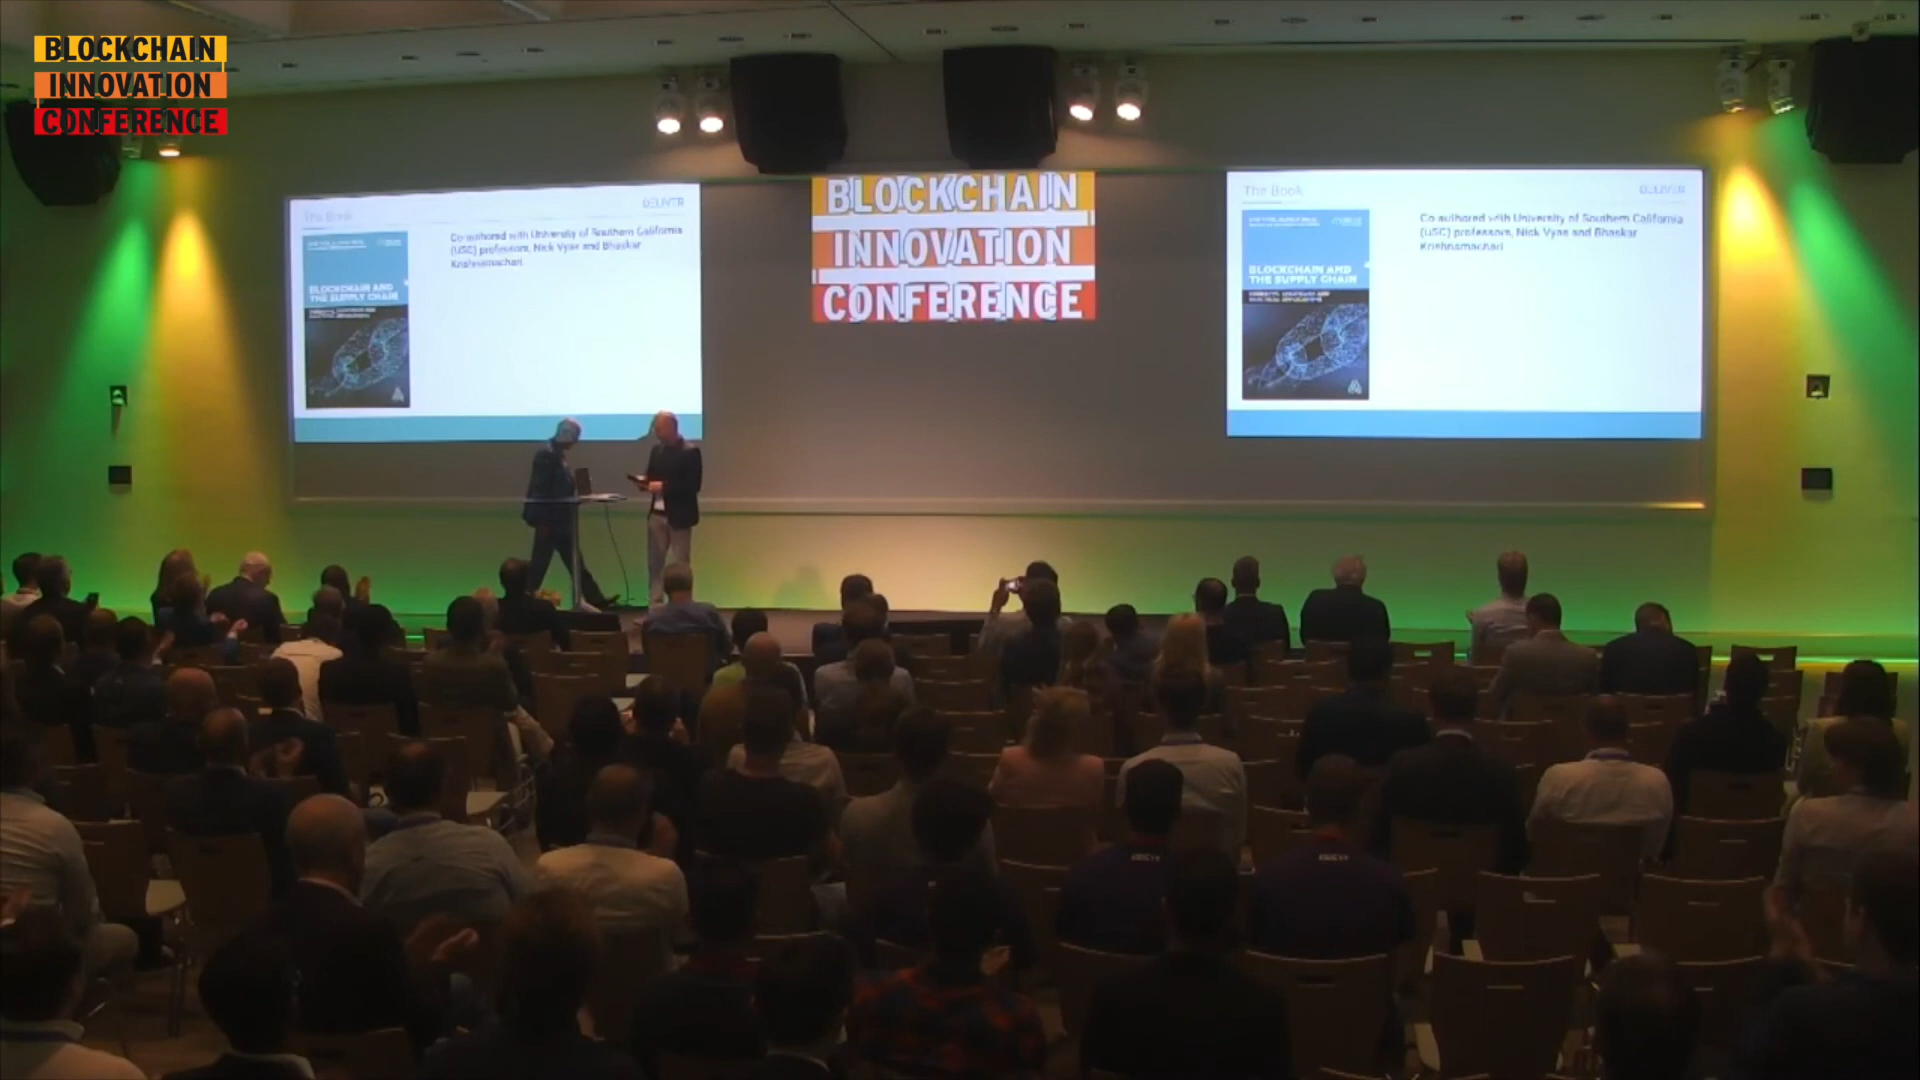 BLOCKCHAIN
INNOVATION
CONFERENCE
The Book
DELIVER
Co-authored with University of Southern California
(USC) professors, Nick Vyas and Bhaskar
Krishnamachari
BLOCKCHAIN AND
THE SUPPLY CHAIN
BLOCKCHAIN
INNOVATION
CONFERENCE
The Book
DELIVER
Co-authored with University of Southern California
(USC) professors, Nick Vyas and Bhaskar
Krishnamachari
BLOCKCHAIN AND
THE SUPPLY CHAIN